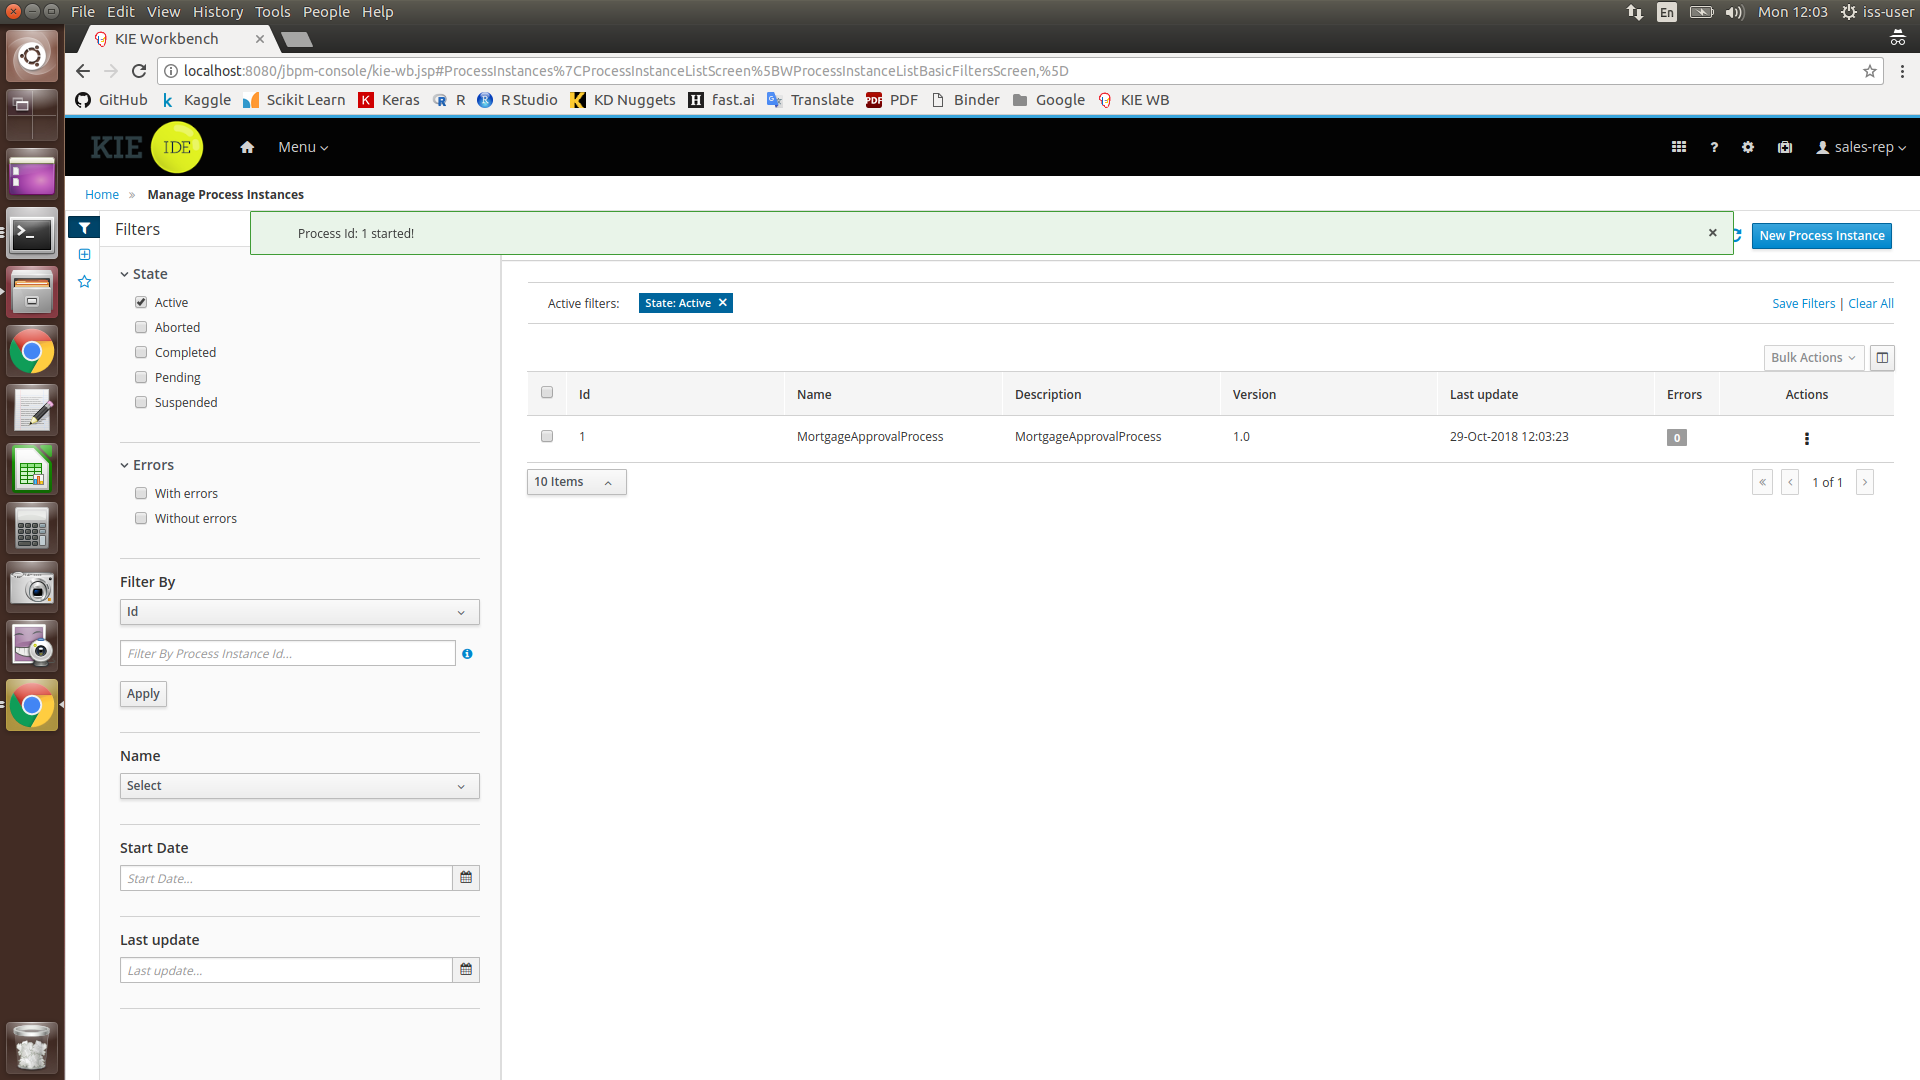 File Edit View History Tools People Help
En
Mon 12:03
iss-user
KIE Workbench
localhost:8080/jbpm-console/kie-wb.jsp#ProcessInstances%7CProcessInstanceListScreen%5BWProcessInstanceListBasicFiltersScreen,%5D
GitHub Kaggle Scikit Learn Keras R R Studio KD Nuggets fast.ai Translate PDF Binder Google KIE WB
KIE IDE Menu sales-rep
Home » Manage Process Instances
Filters
Process Id: 1 started!
New Process Instance
State
Active
Aborted
Completed
Pending
Suspended
Errors
With errors
Without errors
Filter By
Id
Filter By Process Instance Id...
Apply
Name
Select
Start Date
Start Date...
Last update
Last update...
Active filters: State: Active
Save Filters | Clear All
Bulk Actions
Id Name Description Version Last update Errors Actions
1 MortgageApprovalProcess MortgageApprovalProcess 1.0 29-Oct-2018 12:03:23 0
10 Items
1 of 1